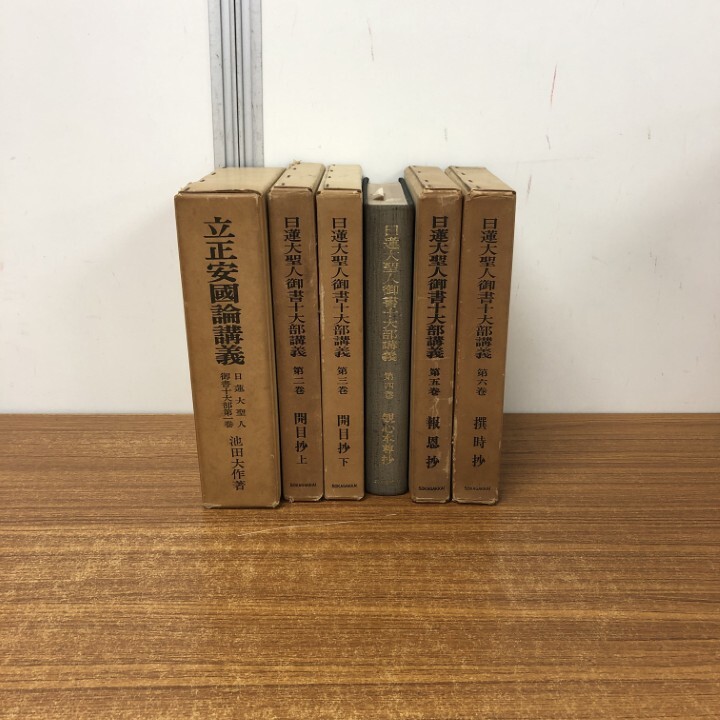 立正安國論講義
日蓮大聖人
御書十大部第一巻
池田大作著
日蓮大聖人御書十大部講義
第二巻
開目抄上
SOKAGAKKAI
日蓮大聖人御書十大部講義
第三巻
開目抄下
SOKAGAKKAI
日蓮大聖人御書十大部講義
第四巻
観心本尊抄
日蓮大聖人御書十大部講義
第五巻
報恩抄
SOKAGAKKAI
日蓮大聖人御書十大部講義
第六巻
撰時抄
SOKAGAKKAI